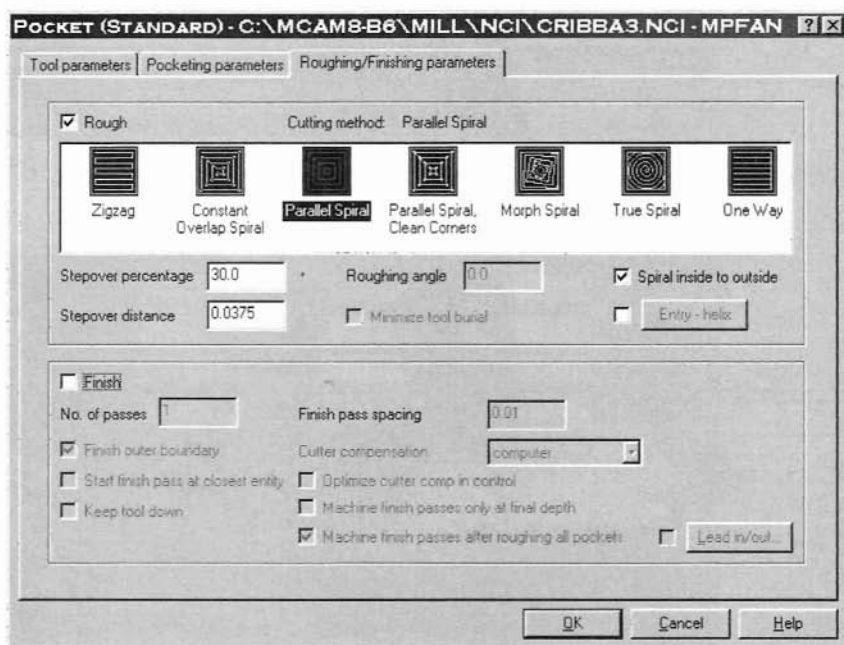 POCKET (STANDARD) - C:\MCAM8-B6\MILL\NCI\CRIBBA3.NCI - MPFAN ? X
Tool parameters Pocketing parameters Roughing/Finishing parameters
Rough Cutting method: Parallel Spiral
Zigzag Constant Overlap Spiral Parallel Spiral Parallel Spiral, Clean Corners Morph Spiral True Spiral One Way
Stepover percentage 30.0 Roughing angle 0.0 Spiral inside to outside
Stepover distance 0.0375 Minimize tool burial Entry - helix
Finish
No. of passes 1 Finish pass spacing 0.01
Finish outer boundary Cutter compensation computer
Start finish pass at closest entity Optimize cutter comp in control
Keep tool down Machine finish passes only at final depth
Machine finish passes after roughing all pockets Lead in/out...
OK Cancel Help